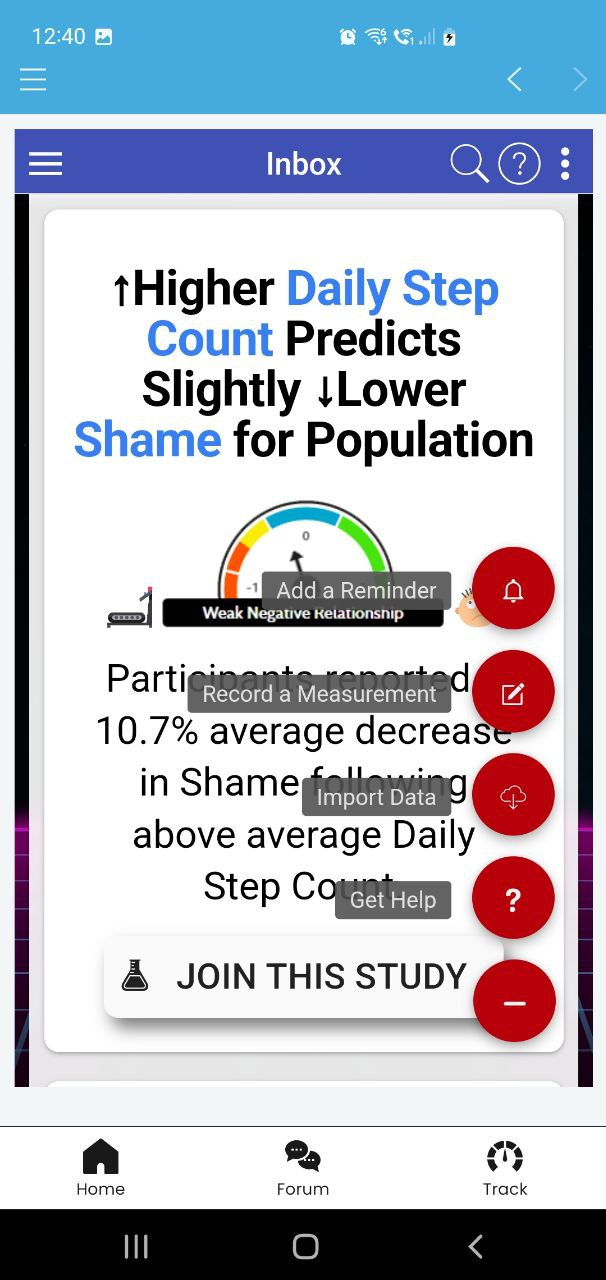 12:40
Inbox
↑Higher Daily Step
Count Predicts
Slightly ↓Lower
Shame for Population
0
-1
Add a Reminder
Weak Negative Relationship
Participants reported
Record a Measurement
10.7% average decrease
in Shame following
Import Data
above average Daily
Step Count
Get Help
?
JOIN THIS STUDY
Home
Forum
Track